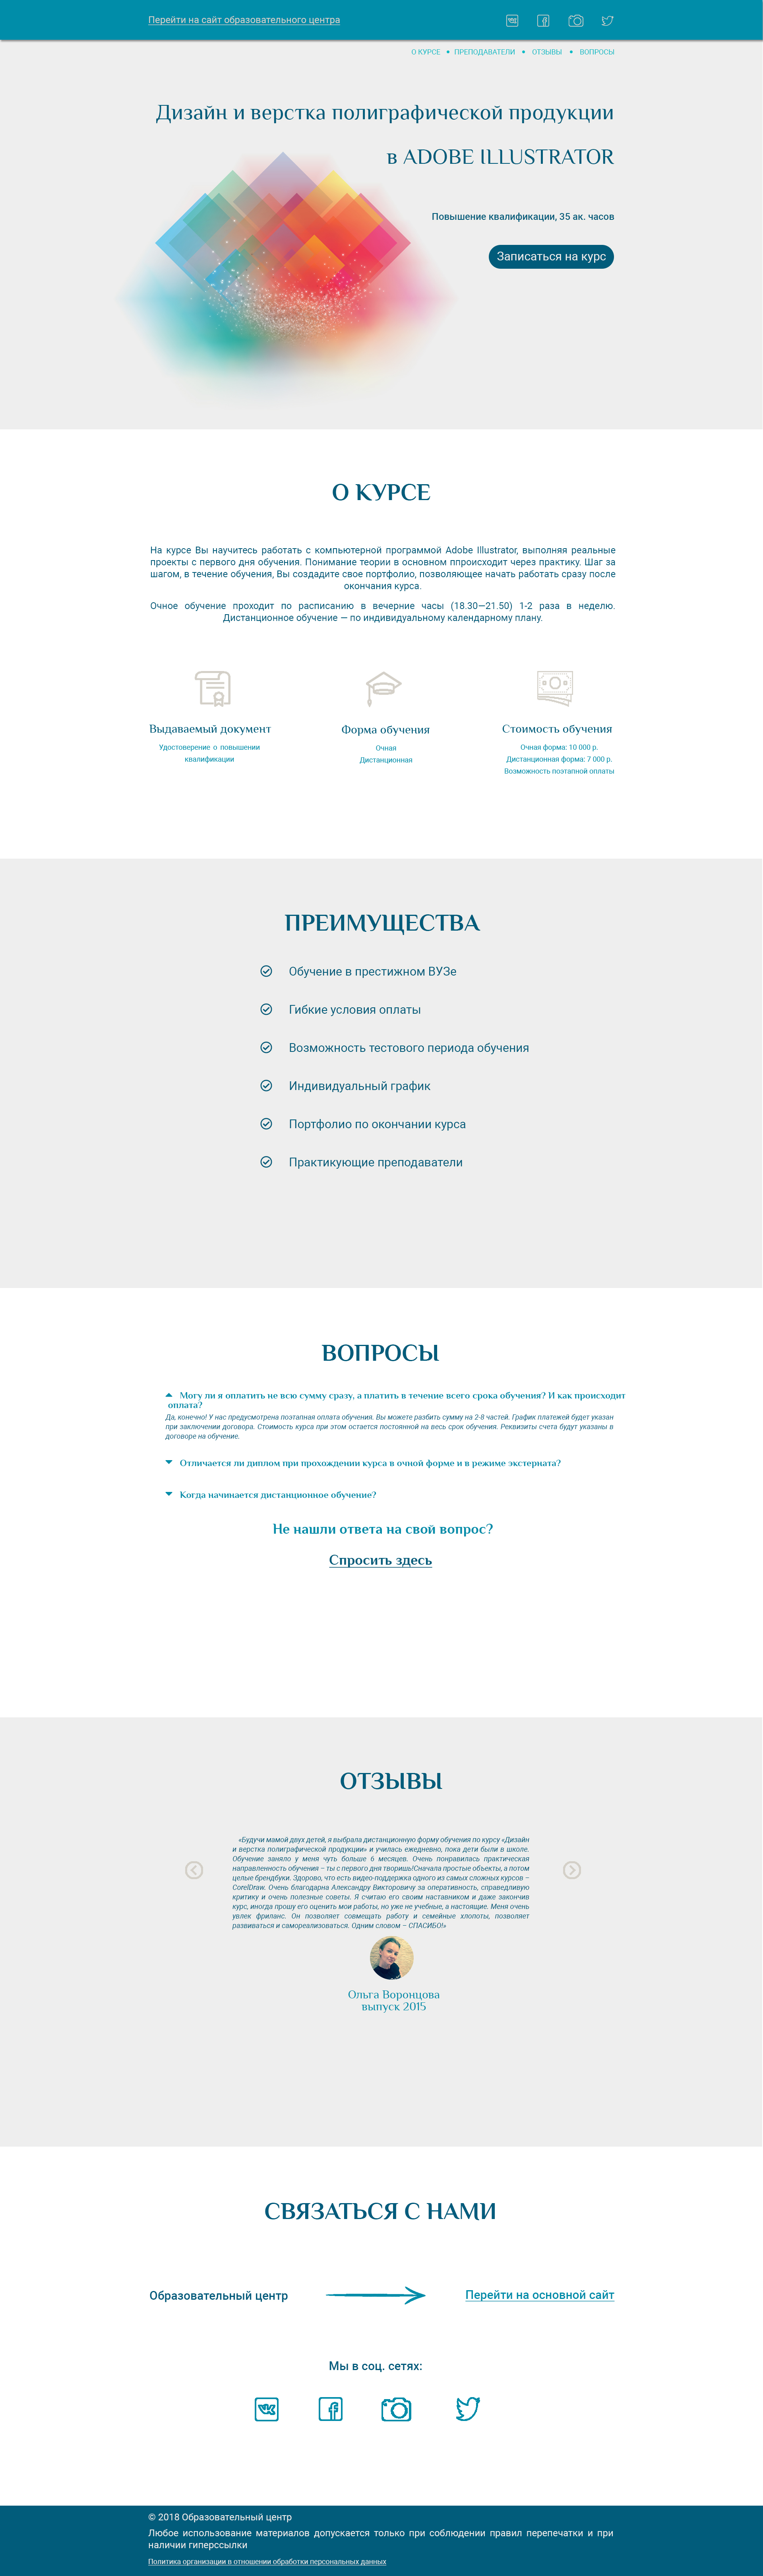 Перейти на сайт образовательного центра
О КУРСЕ • ПРЕПОДАВАТЕЛИ • ОТЗЫВЫ • ВОПРОСЫ
Дизайн и верстка полиграфической продукции
в ADOBE ILLUSTRATOR
Повышение квалификации, 35 ак. часов
Записаться на курс
О КУРСЕ
На курсе Вы научитесь работать с компьютерной программой Adobe Illustrator, выполняя реальные
проекты с первого дня обучения. Понимание теории в основном ппроисходит через практику. Шаг за
шагом, в течение обучения, Вы создадите свое портфолио, позволяющее начать работать сразу после
окончания курса.
Очное обучение проходит по расписанию в вечерние часы (18.30—21.50) 1-2 раза в неделю.
Дистанционное обучение — по индивидуальному календарному плану.
Выдаваемый документ
Удостоверение о повышении
квалификации
Форма обучения
Очная
Дистанционная
Стоимость обучения
Очная форма: 10 000 р.
Дистанционная форма: 7 000 р.
Возможность поэтапной оплаты
ПРЕИМУЩЕСТВА
Обучение в престижном ВУЗе
Гибкие условия оплаты
Возможность тестового периода обучения
Индивидуальный график
Портфолио по окончании курса
Практикующие преподаватели
ВОПРОСЫ
Могу ли я оплатить не всю сумму сразу, а платить в течение всего срока обучения? И как происходит
оплата?
Да, конечно! У нас предусмотрена поэтапная оплата обучения. Вы можете разбить сумму на 2-8 частей. График платежей будет указан
при заключении договора. Стоимость курса при этом остается постоянной на весь срок обучения. Реквизиты счета будут указаны в
договоре на обучение.
Отличается ли диплом при прохождении курса в очной форме и в режиме экстерната?
Когда начинается дистанционное обучение?
Не нашли ответа на свой вопрос?
Спросить здесь
ОТЗЫВЫ
«Будучи мамой двух детей, я выбрала дистанционную форму обучения по курсу «Дизайн
и верстка полиграфической продукции» и училась ежедневно, пока дети были в школе.
Обучение заняло у меня чуть больше 6 месяцев. Очень понравилась практическая
направленность обучения – ты с первого дня творишь!Сначала простые объекты, а потом
целые брендбуки. Здорово, что есть видео-поддержка одного из самых сложных курсов –
CorelDraw. Очень благодарна Александру Викторовичу за оперативность, справедливую
критику и очень полезные советы. Я считаю его своим наставником и даже закончив
курс, иногда прошу его оценить мои работы, но уже не учебные, а настоящие. Меня очень
увлек фриланс. Он позволяет совмещать работу и семейные хлопоты, позволяет
развиваться и самореализоваться. Одним словом – СПАСИБО!»
Ольга Воронцова
выпуск 2015
СВЯЗАТЬСЯ С НАМИ
Образовательный центр
Перейти на основной сайт
Мы в соц. сетях:
© 2018 Образовательный центр
Любое использование материалов допускается только при соблюдении правил перепечатки и при
наличии гиперссылки
Политика организации в отношении обработки персональных данных